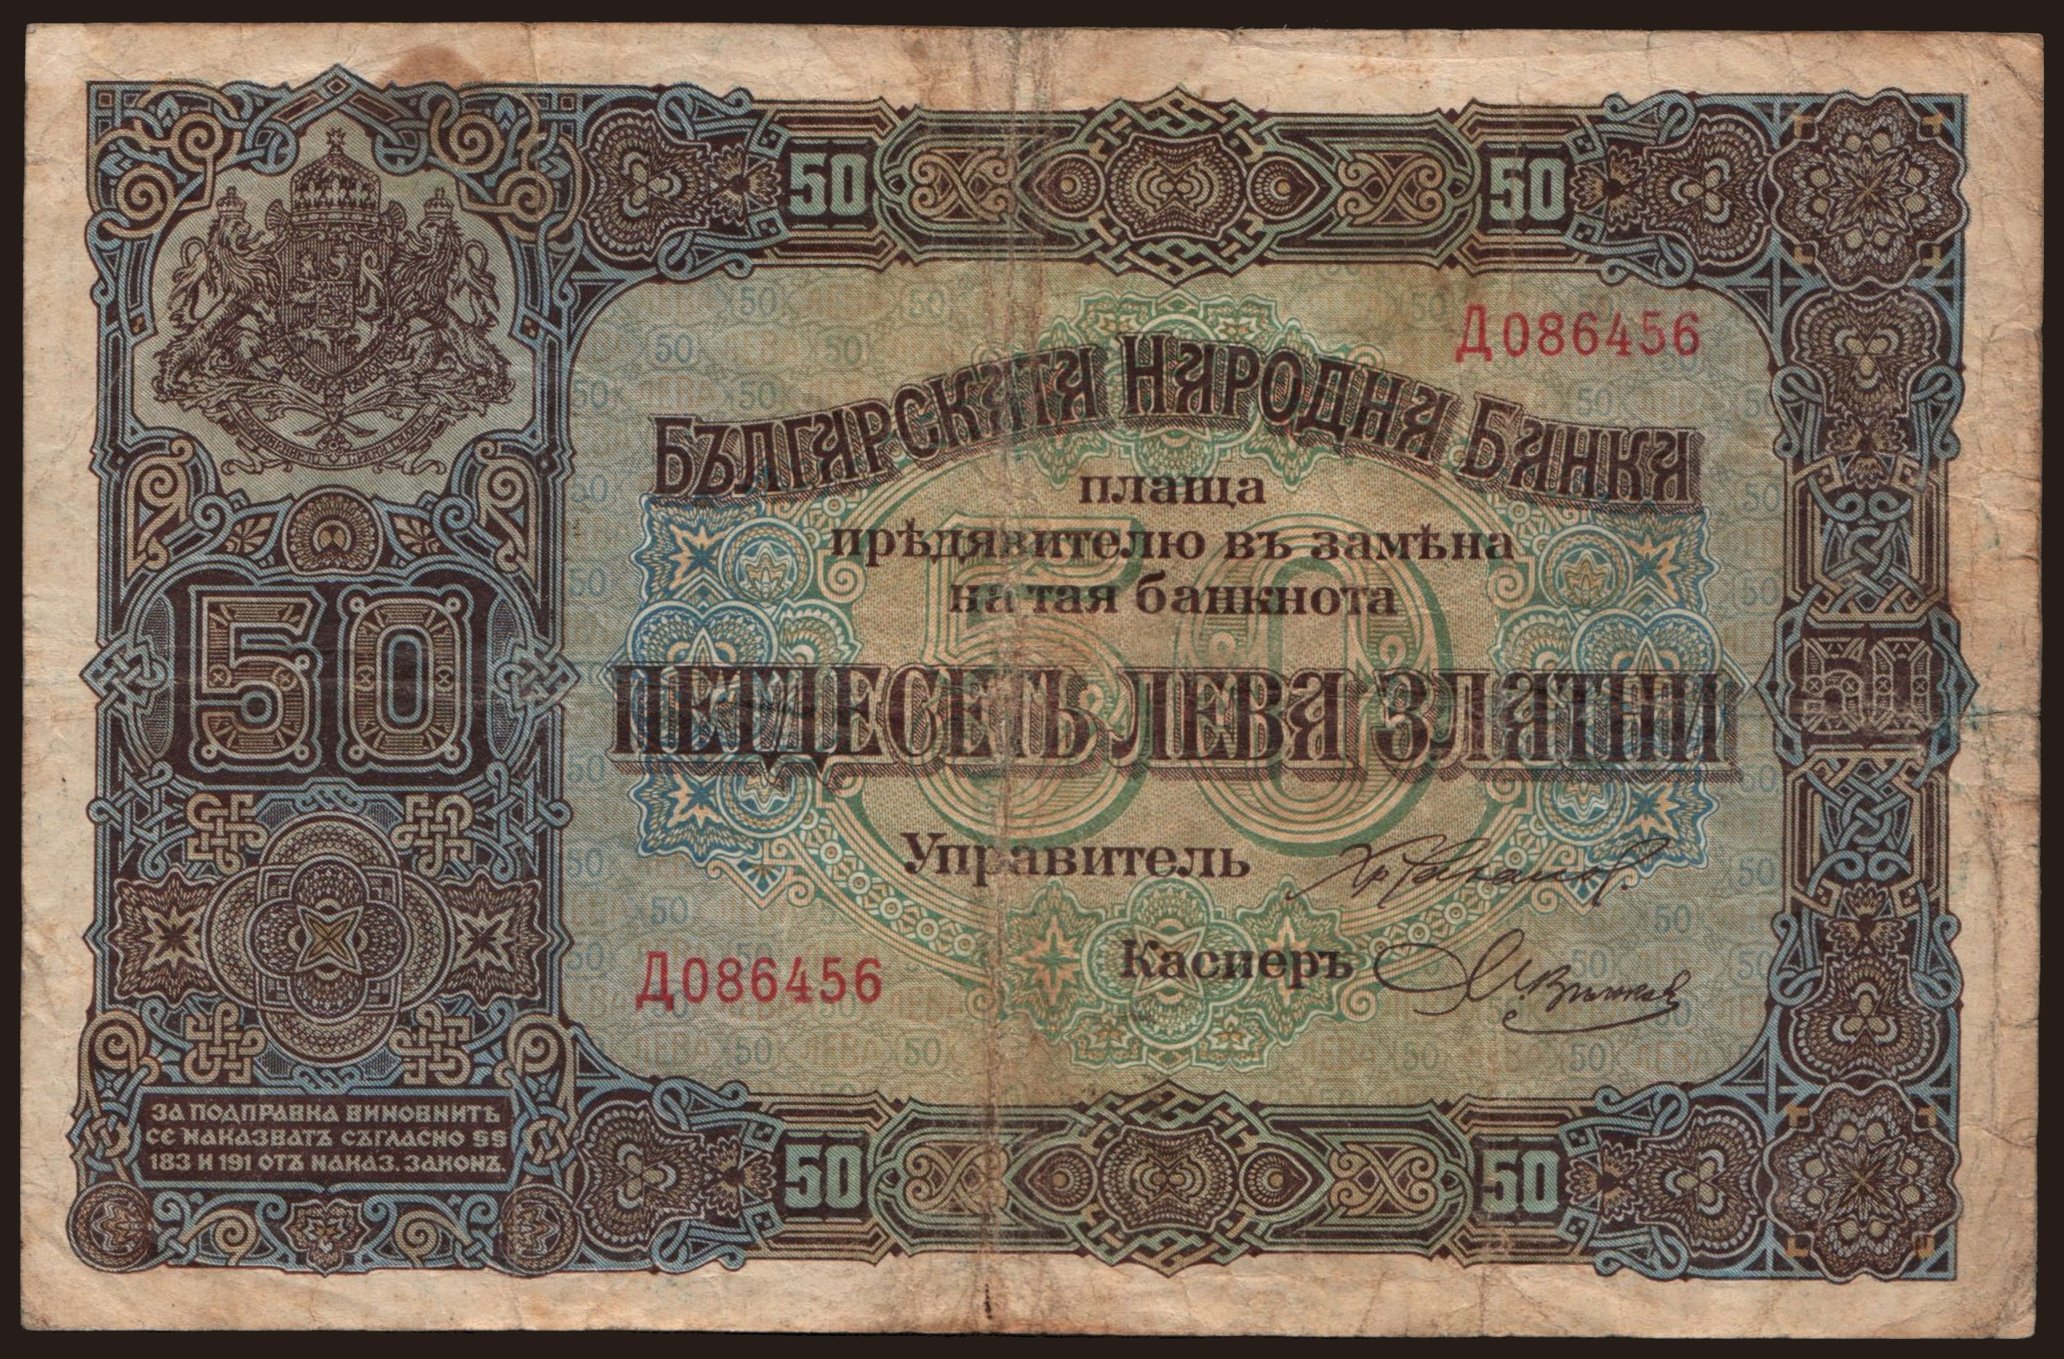 50 50
Д086456
Българската Народна Банка
плаща
прѣдявителю въ замѣна
на тая банкнота
ПЕТДЕСЕТЬ ЛЕВА ЗЛАТНИ
50 50
Управитель
Касиеръ
Д086456
ЗА ПОДПРАВКА ВИНОВНИТѢ
СЕ НАКАЗВАТЪ СЪГЛАСНО §§
183 И 191 ОТЪ НАКАЗ. ЗАКОНЪ.
50 50